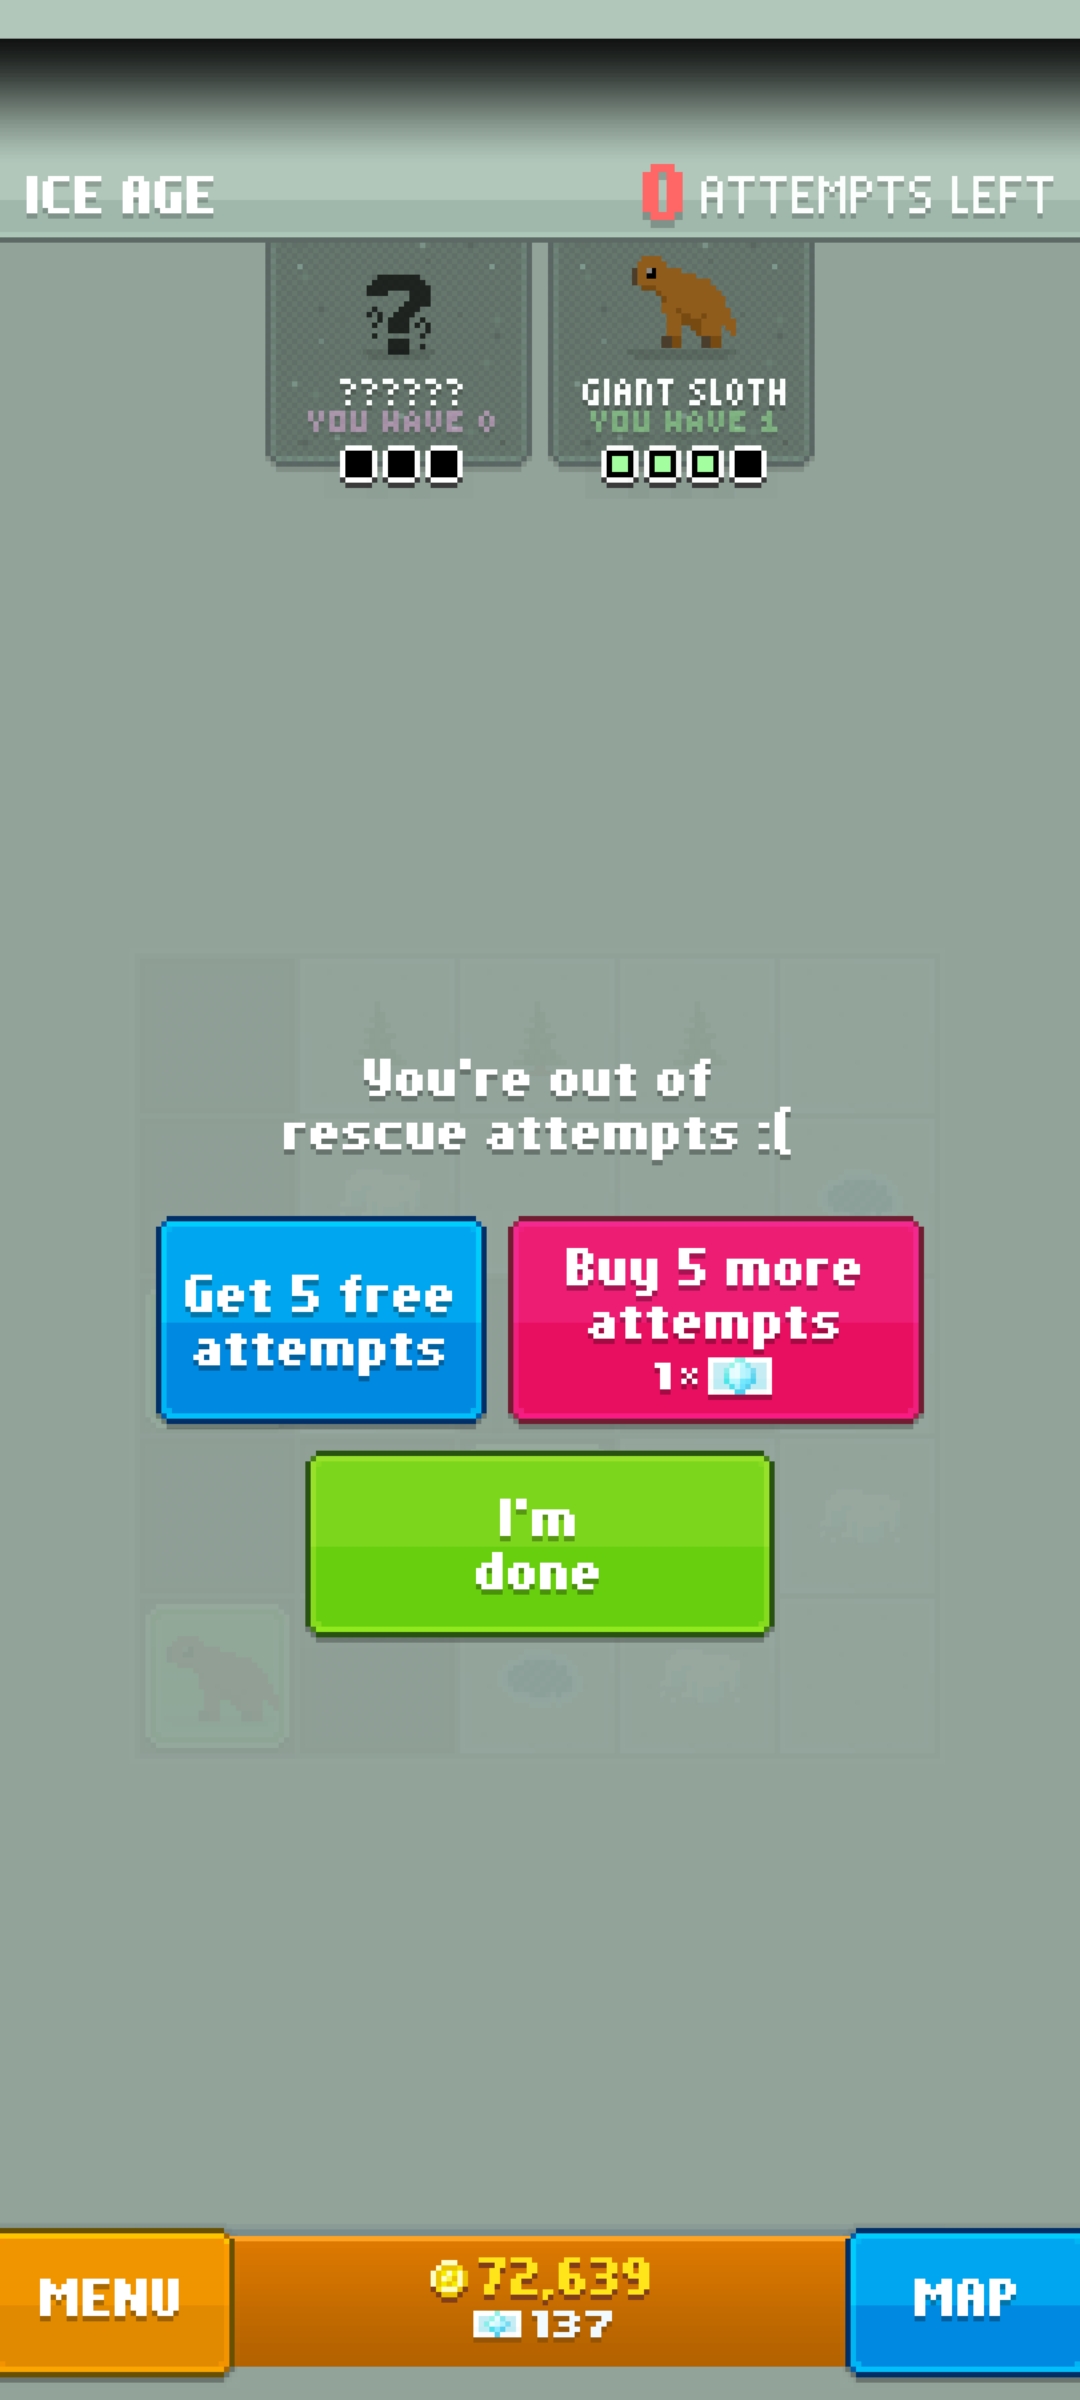 ICE AGE
0 ATTEMPTS LEFT
??????
YOU HAVE 0
GIANT SLOTH
YOU HAVE 1
You're out of
rescue attempts :(
Get 5 free
attempts
Buy 5 more
attempts
1×
I'm
done
MENU
72,639
137
MAP